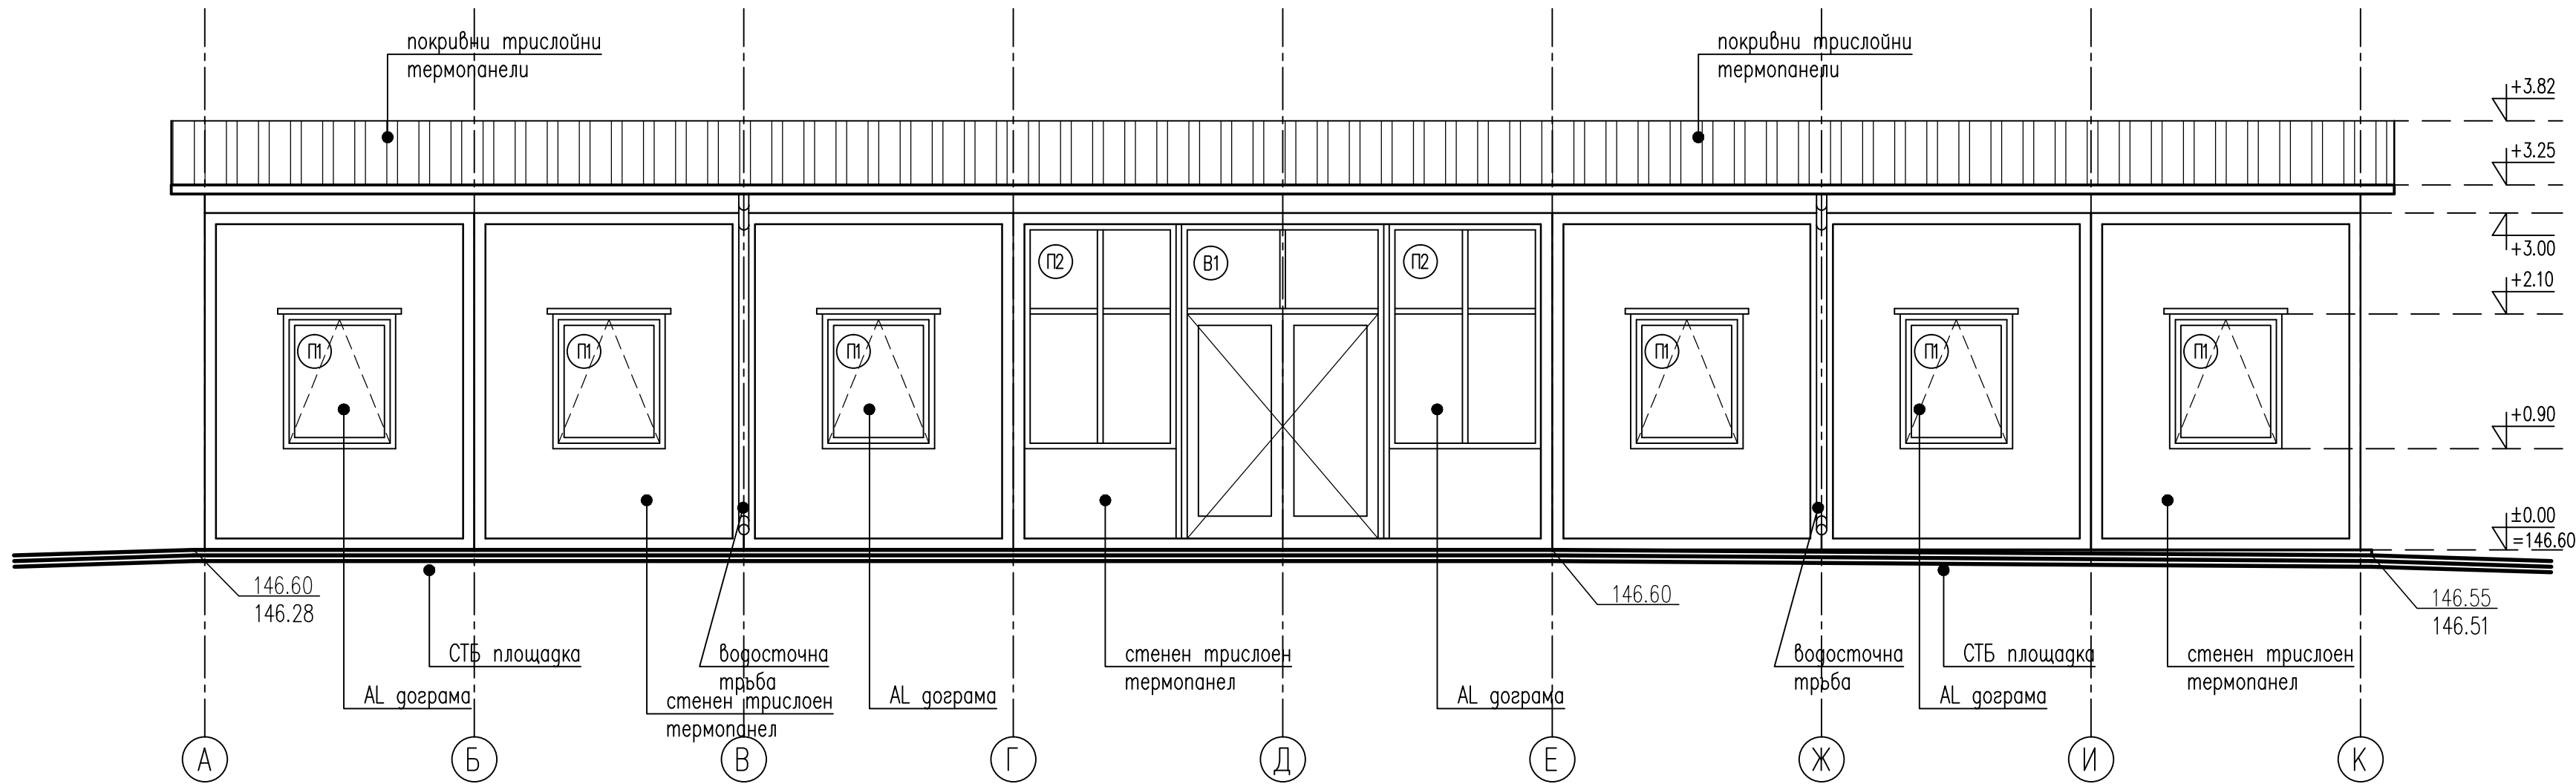 покривни трислойни
термопанели
покривни трислойни
термопанели
+3.82
+3.25
+3.00
+2.10
+0.90
±0.00
=146.60
П2
В1
П2
П1
П1
П1
П1
П1
П1
146.60
146.28
146.60
146.55
146.51
СТБ площадка
AL дограма
водосточна
тръба
стенен трислоен
термопанел
AL дограма
стенен трислоен
термопанел
AL дограма
водосточна
тръба
СТБ площадка
AL дограма
стенен трислоен
термопанел
А
Б
В
Г
Д
Е
Ж
И
К